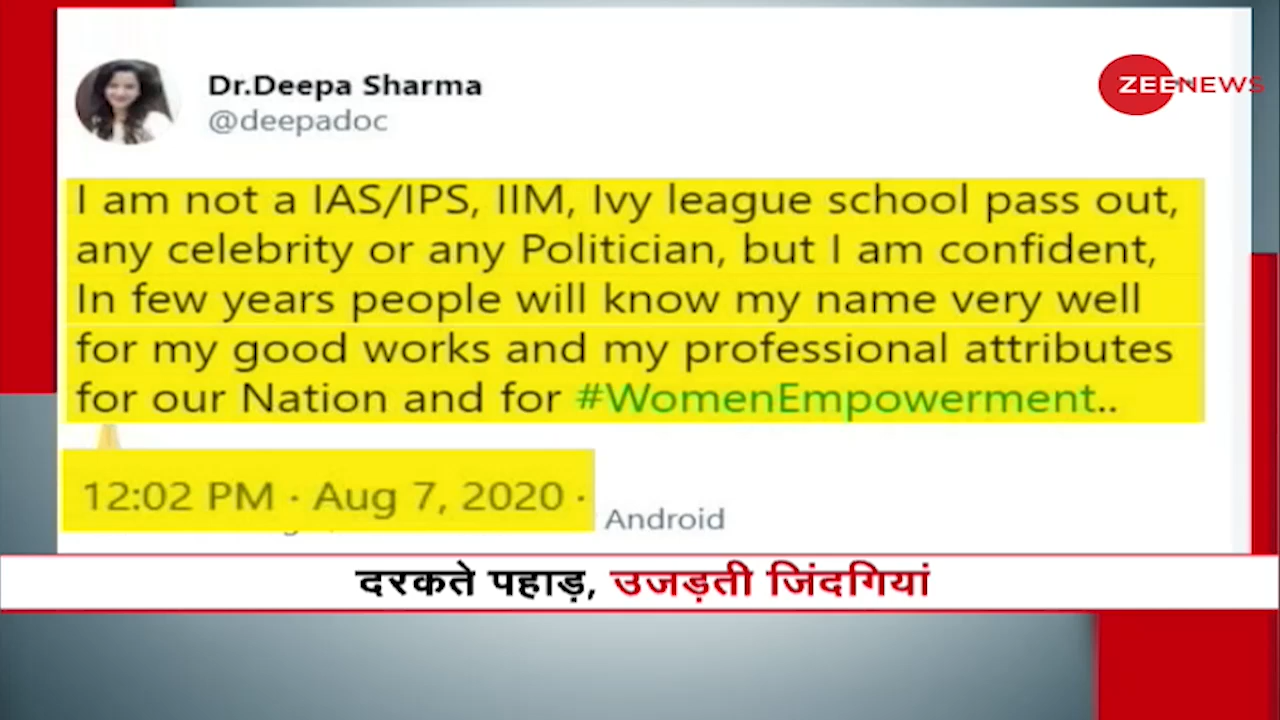 Dr.Deepa Sharma
@deepadoc
ZEENEWS
I am not a IAS/IPS, IIM, Ivy league school pass out,
any celebrity or any Politician, but I am confident,
In few years people will know my name very well
for my good works and my professional attributes
for our Nation and for #WomenEmpowerment..
12:02 PM · Aug 7, 2020 ·
Android
दरकते पहाड़, उजड़ती जिंदगियां